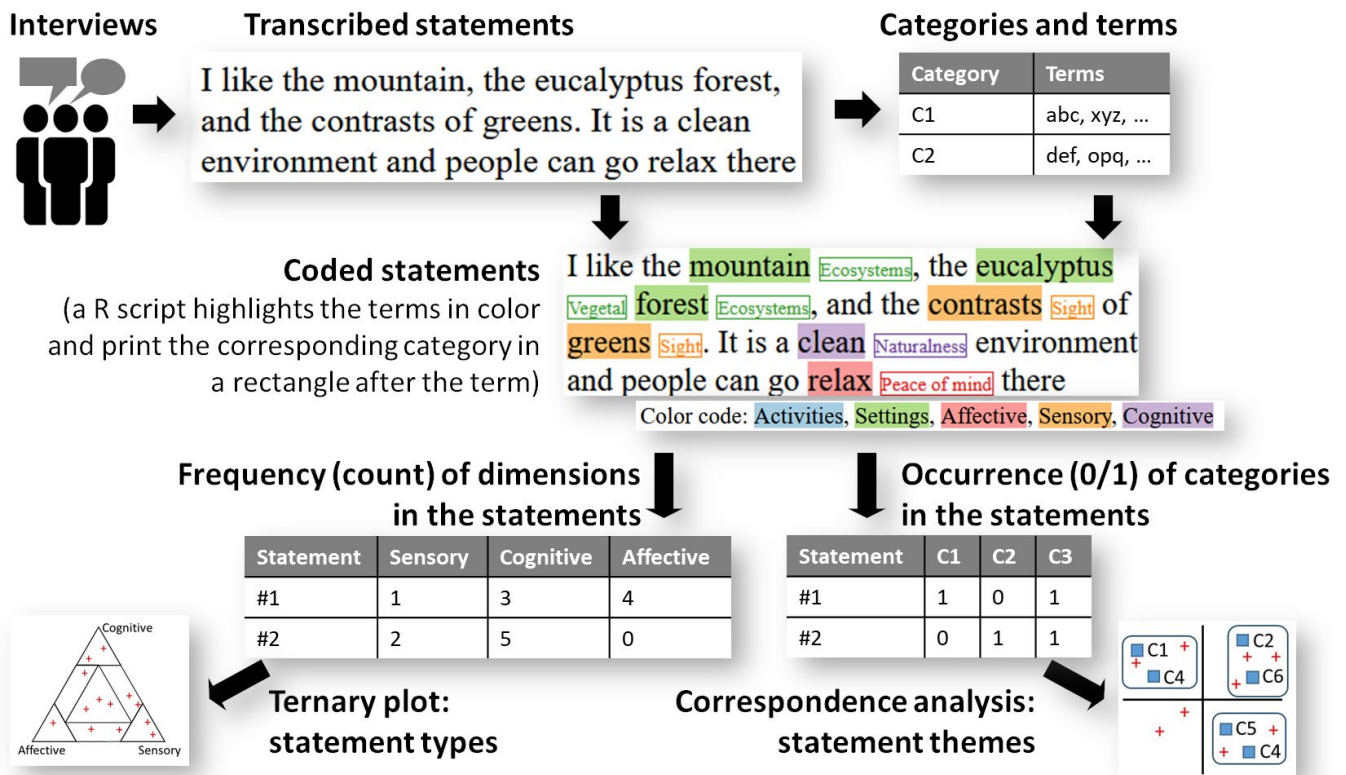 Interviews
Transcribed statements
Categories and terms
I like the mountain, the eucalyptus forest,
and the contrasts of greens. It is a clean
environment and people can go relax there
Category Terms
C1 abc, xyz, ...
C2 def, opq, ...
Coded statements
(a R script highlights the terms in color
and print the corresponding category in
a rectangle after the term)
I like the mountain Ecosystems, the eucalyptus
Vegetal forest Ecosystems, and the contrasts Sight of
greens Sight. It is a clean Naturalness environment
and people can go relax Peace of mind there
Color code: Activities, Settings, Affective, Sensory, Cognitive
Frequency (count) of dimensions
in the statements
Occurrence (0/1) of categories
in the statements
Statement Sensory Cognitive Affective
#1 1 3 4
#2 2 5 0
Statement C1 C2 C3
#1 1 0 1
#2 0 1 1
Cognitive
Affective Sensory
Ternary plot:
statement types
Correspondence analysis:
statement themes
C1
C4
C2
C6
C5
C4